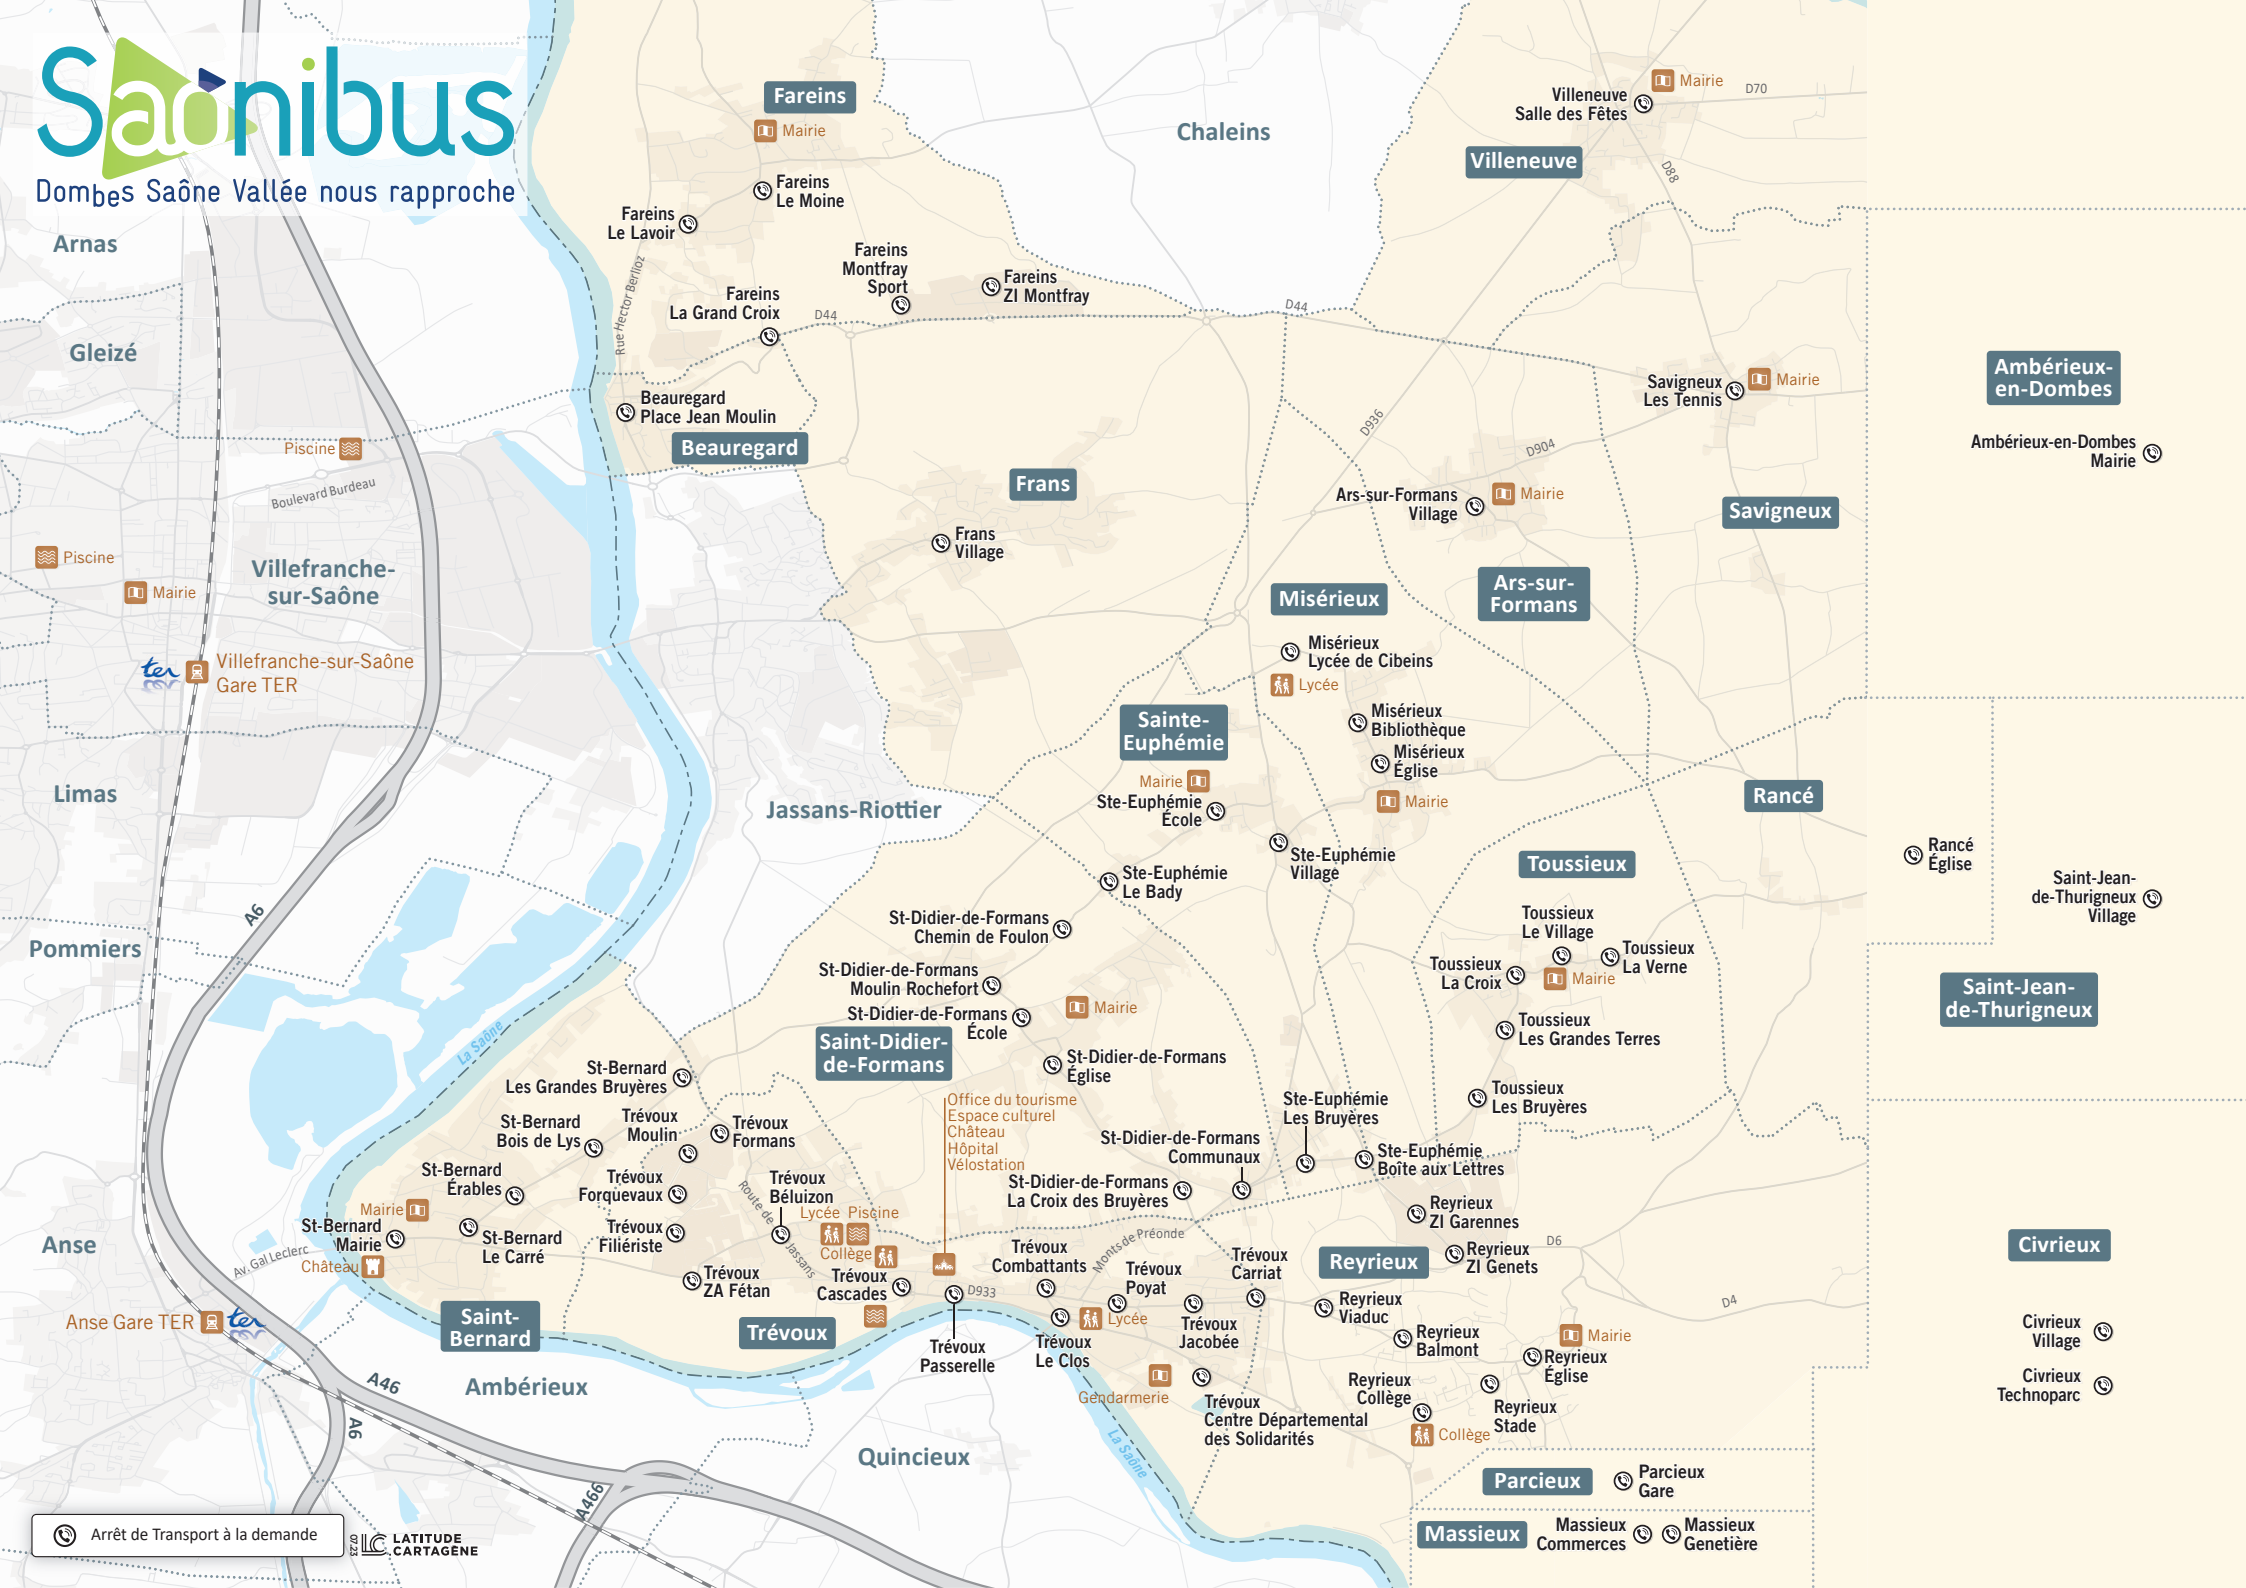 Saônibus
Dombes Saône Vallée nous rapproche
Arnas
Gleizé
Piscine
Boulevard Burdeau
Piscine
Mairie
Villefranche-
sur-Saône
ter
Villefranche-sur-Saône
Gare TER
Limas
Pommiers
A6
Anse
Anse Gare TER
ter
Av. Gal Leclerc
A46
A6
A466
Ambérieux
Quincieux
Jassans-Riottier
Chaleins
La Saône
La Saône
Fareins
Mairie
Fareins
Le Moine
Fareins
Le Lavoir
Fareins
Montfray
Sport
Fareins
ZI Montfray
Fareins
La Grand Croix
Rue Hector Berlioz
D44
D44
Beauregard
Place Jean Moulin
Beauregard
Frans
Frans
Village
Villeneuve
Salle des Fêtes
Mairie
D70
Villeneuve
D88
Savigneux
Les Tennis
Mairie
Savigneux
D936
D904
Ars-sur-Formans
Village
Mairie
Ars-sur-
Formans
Ambérieux-
en-Dombes
Ambérieux-en-Dombes
Mairie
Misérieux
Misérieux
Lycée de Cibeins
Lycée
Misérieux
Bibliothèque
Misérieux
Église
Mairie
Sainte-
Euphémie
Mairie
Ste-Euphémie
École
Ste-Euphémie
Village
Ste-Euphémie
Le Bady
Ste-Euphémie
Les Bruyères
Ste-Euphémie
Boîte aux Lettres
Rancé
Rancé
Église
Saint-Jean-
de-Thurigneux
Village
Saint-Jean-
de-Thurigneux
Toussieux
Toussieux
Le Village
Toussieux
La Verne
Toussieux
La Croix
Mairie
Toussieux
Les Grandes Terres
Toussieux
Les Bruyères
St-Didier-de-Formans
Chemin de Foulon
St-Didier-de-Formans
Moulin Rochefort
St-Didier-de-Formans
École
Mairie
Saint-Didier-
de-Formans
St-Didier-de-Formans
Église
St-Didier-de-Formans
Communaux
St-Didier-de-Formans
La Croix des Bruyères
Office du tourisme
Espace culturel
Château
Hôpital
Vélostation
St-Bernard
Les Grandes Bruyères
St-Bernard
Bois de Lys
St-Bernard
Érables
Mairie
St-Bernard
Mairie
Château
St-Bernard
Le Carré
Saint-
Bernard
Trévoux
Moulin
Trévoux
Formans
Trévoux
Forquevaux
Trévoux
Filiériste
Trévoux
Béluizon
Route de Jassans
Lycée
Piscine
Collège
Trévoux
ZA Fétan
Trévoux
Cascades
Trévoux
D933
Trévoux
Passerelle
Trévoux
Combattants
Monts de Préonde
Trévoux
Le Clos
Lycée
Trévoux
Poyat
Trévoux
Jacobée
Trévoux
Carriat
Gendarmerie
Trévoux
Centre Départemental
des Solidarités
Reyrieux
ZI Garennes
Reyrieux
ZI Genets
D6
D4
Reyrieux
Reyrieux
Viaduc
Reyrieux
Balmont
Mairie
Reyrieux
Église
Reyrieux
Collège
Collège
Reyrieux
Stade
Civrieux
Civrieux
Village
Civrieux
Technoparc
Parcieux
Parcieux
Gare
Massieux
Massieux
Commerces
Massieux
Genetière
Arrêt de Transport à la demande
07.23
LC LATITUDE
CARTAGÈNE